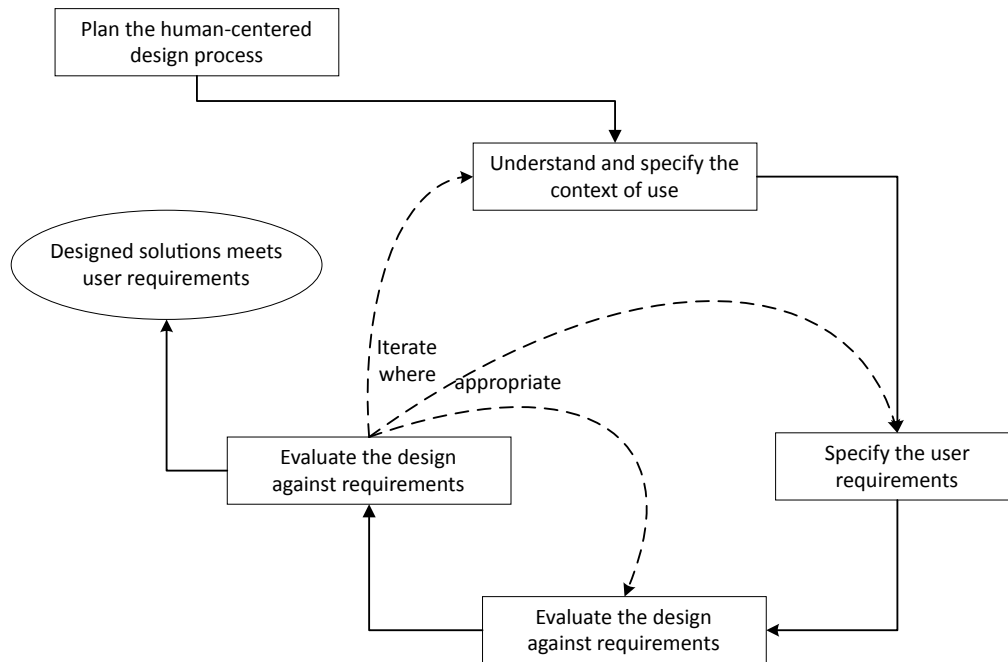 Plan the human-centered
design process
Understand and specify the
context of use
Designed solutions meets
user requirements
Iterate
where
appropriate
Evaluate the design
against requirements
Specify the user
requirements
Evaluate the design
against requirements